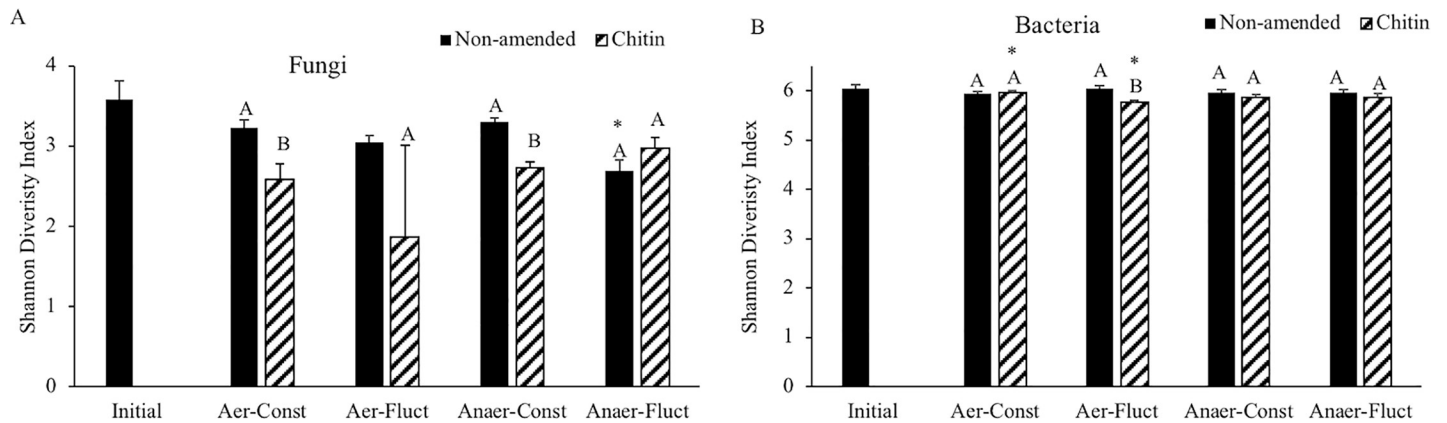 A
Non-amended
Chitin
Fungi
4
3
2
1
0
Shannon Diveristy Index
A
B
A
A
B
*
A
A
Initial
Aer-Const
Aer-Fluct
Anaer-Const
Anaer-Fluct
B
Non-amended
Chitin
Bacteria
6
5
4
3
2
1
0
Shannon Diveristy Index
*
A
A
A
*
B
A
A
A
A
Initial
Aer-Const
Aer-Fluct
Anaer-Const
Anaer-Fluct